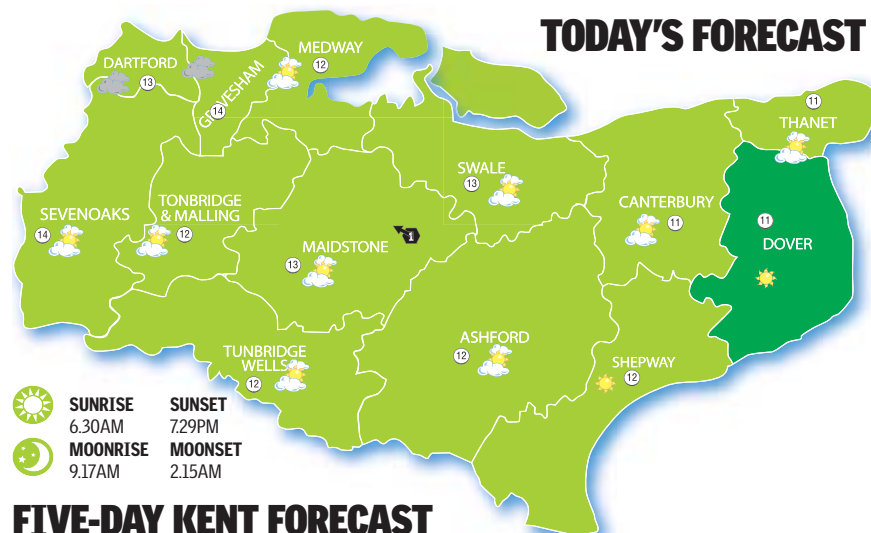 TODAY'S FORECAST
MEDWAY
12
DARTFORD
13
GRAVESHAM
14
11
THANET
SWALE
13
TONBRIDGE
& MALLING
12
SEVENOAKS
14
CANTERBURY
11
11
DOVER
1
MAIDSTONE
13
ASHFORD
12
TUNBRIDGE
WELLS
12
SHEPWAY
12
SUNRISE SUNSET
6.30AM 7.29PM
MOONRISE MOONSET
9.17AM 2.15AM
FIVE-DAY KENT FORECAST